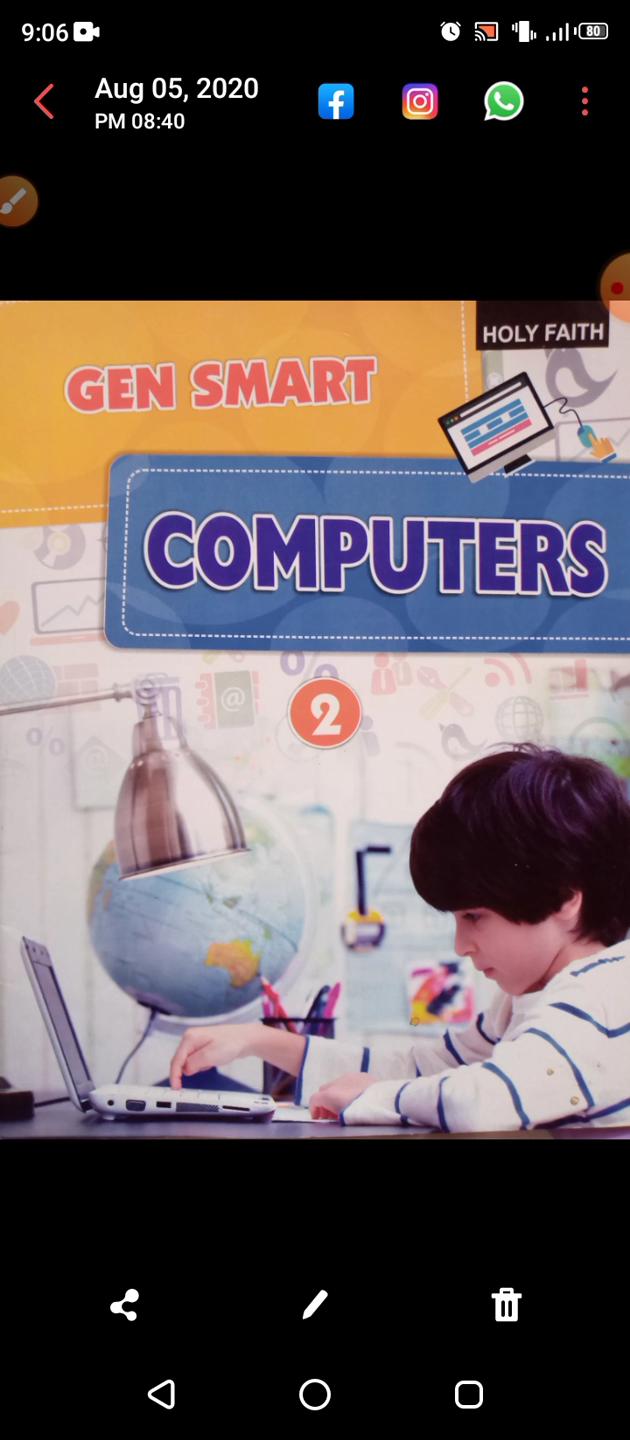 9:06
80
Aug 05, 2020
PM 08:40
HOLY FAITH
GEN SMART
COMPUTERS
2